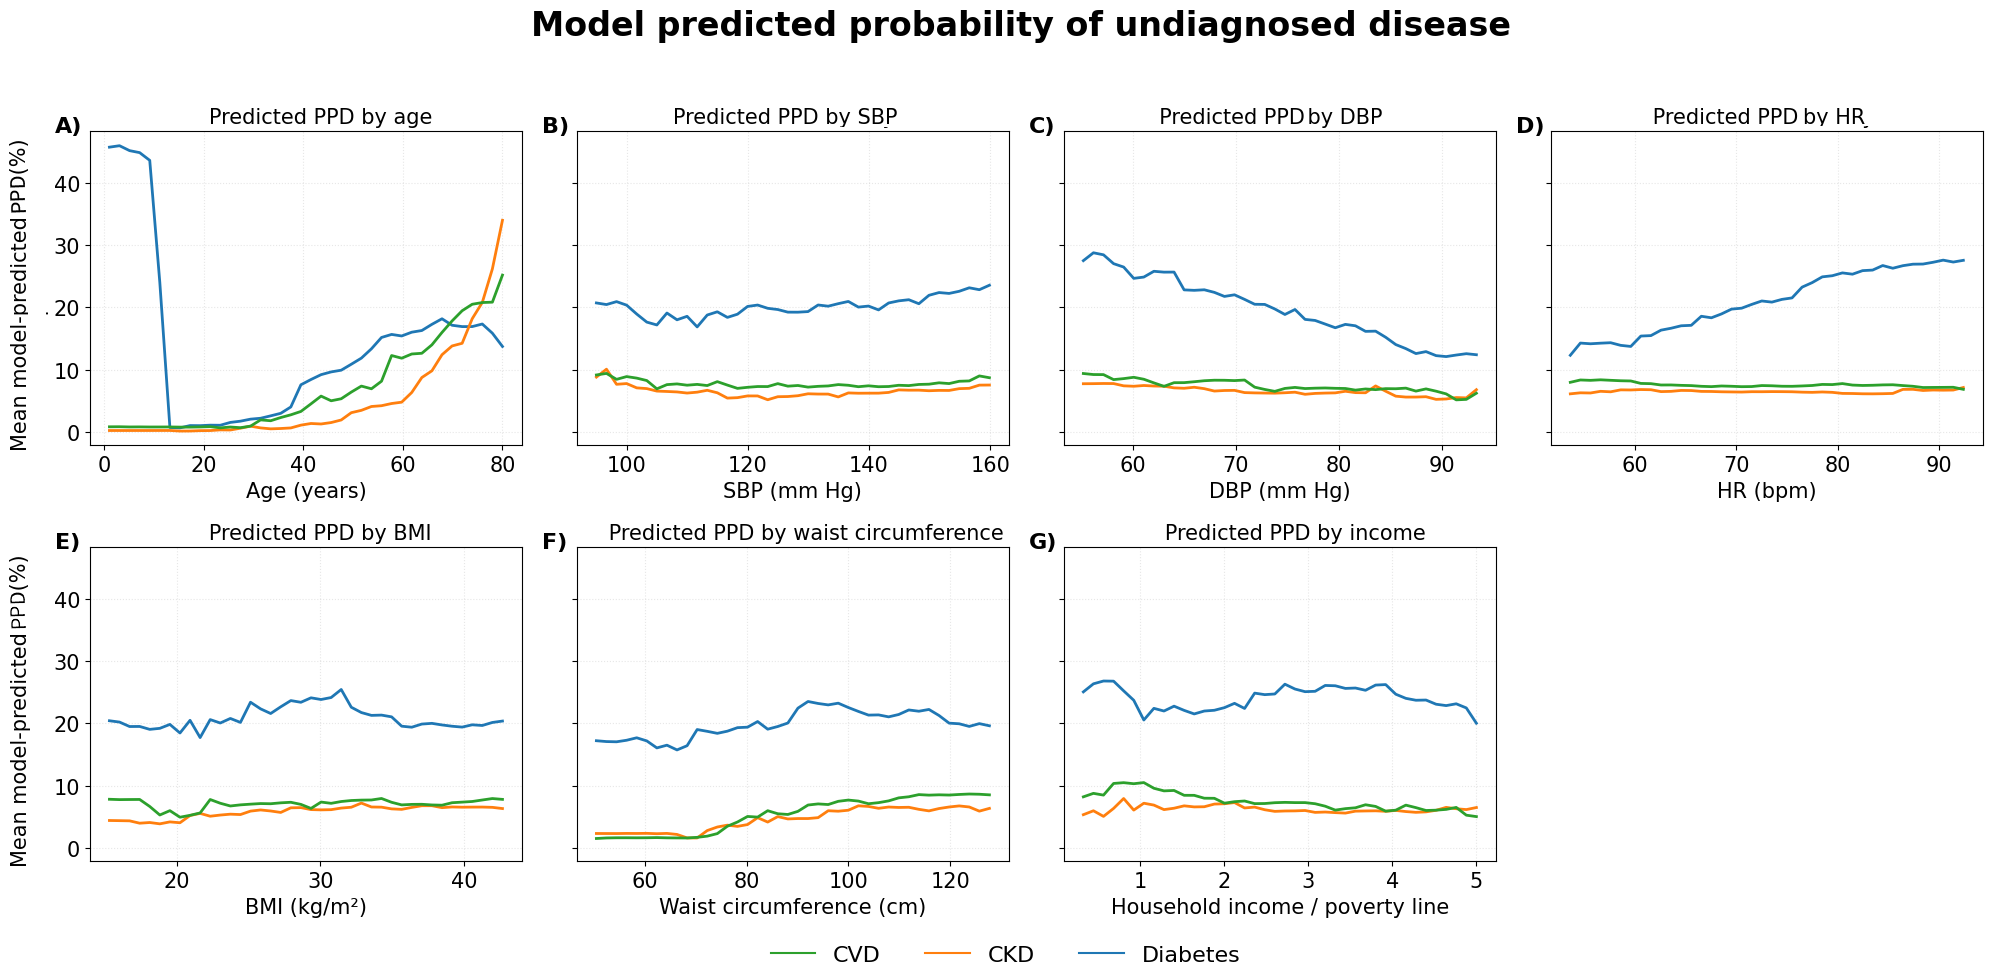 Model predicted probability of undiagnosed disease
A) Predicted PPD by age
B) Predicted PPD by SBP
C) Predicted PPD by DBP
D) Predicted PPD by HR
Mean model-predicted PPD(%)
40
30
20
10
0
0 20 40 60 80
100 120 140 160
60 70 80 90
60 70 80 90
Age (years)
SBP (mm Hg)
DBP (mm Hg)
HR (bpm)
E) Predicted PPD by BMI
F) Predicted PPD by waist circumference
G) Predicted PPD by income
Mean model-predicted PPD(%)
40
30
20
10
0
20 30 40
60 80 100 120
1 2 3 4 5
BMI (kg/m²)
Waist circumference (cm)
Household income / poverty line
CVD CKD Diabetes